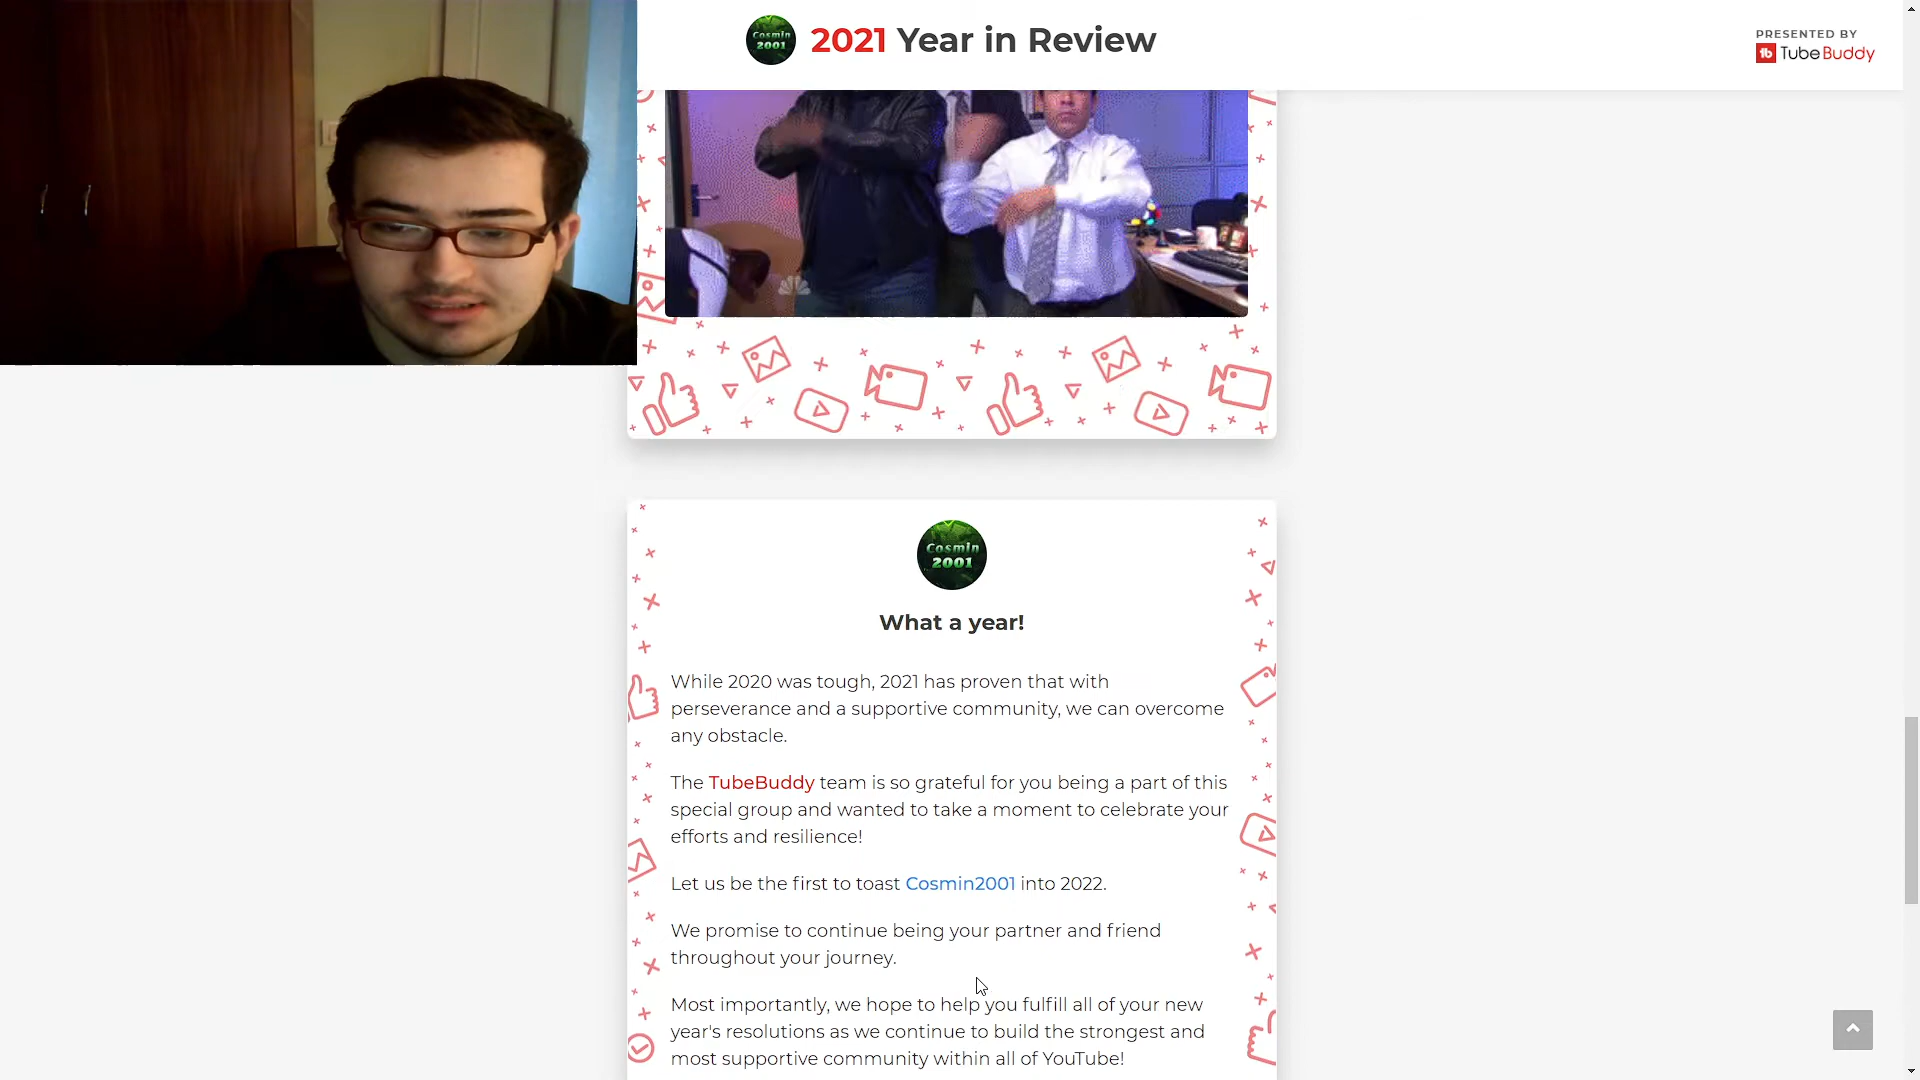 Cosmin
2001
2021 Year in Review
PRESENTED BY
tb TubeBuddy
Cosmin
2001
What a year!
While 2020 was tough, 2021 has proven that with
perseverance and a supportive community, we can overcome
any obstacle.
The TubeBuddy team is so grateful for you being a part of this
special group and wanted to take a moment to celebrate your
efforts and resilience!
Let us be the first to toast Cosmin2001 into 2022.
We promise to continue being your partner and friend
throughout your journey.
Most importantly, we hope to help you fulfill all of your new
year's resolutions as we continue to build the strongest and
most supportive community within all of YouTube!